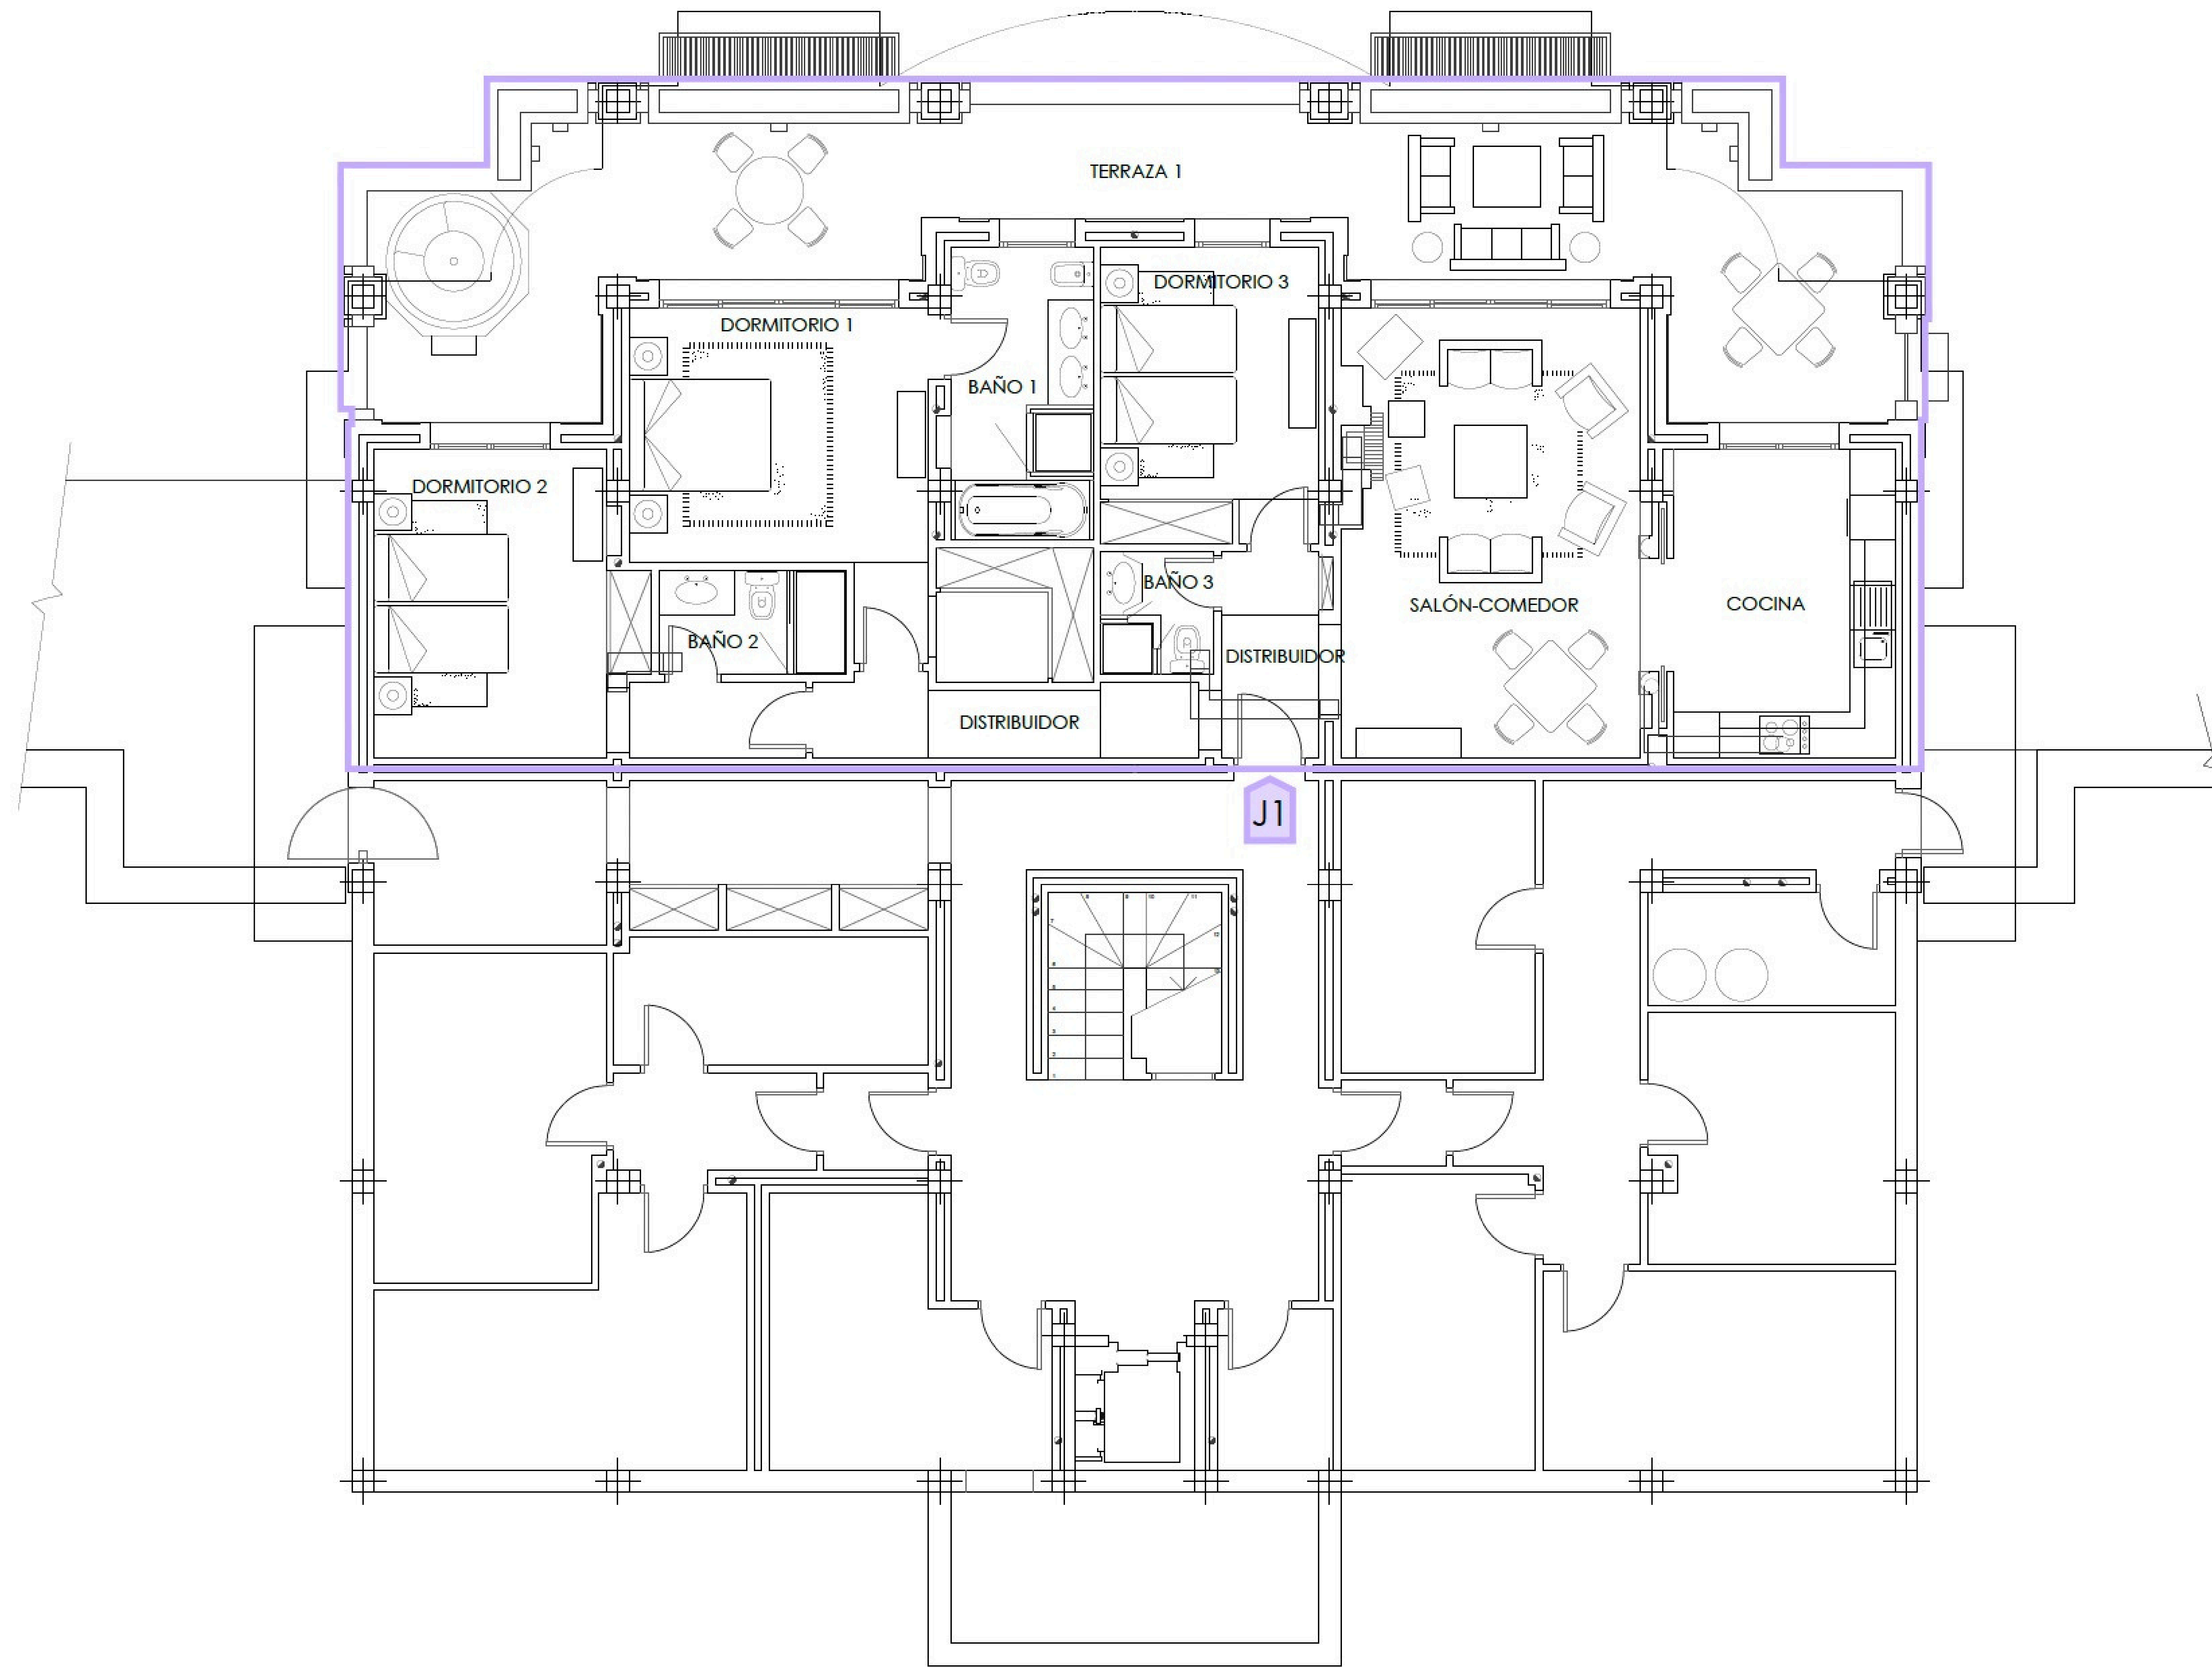 TERRAZA 1
DORMITORIO 3
DORMITORIO 1
BAÑO 1
DORMITORIO 2
BAÑO 3
SALÓN-COMEDOR
COCINA
BAÑO 2
DISTRIBUIDOR
DISTRIBUIDOR
J1